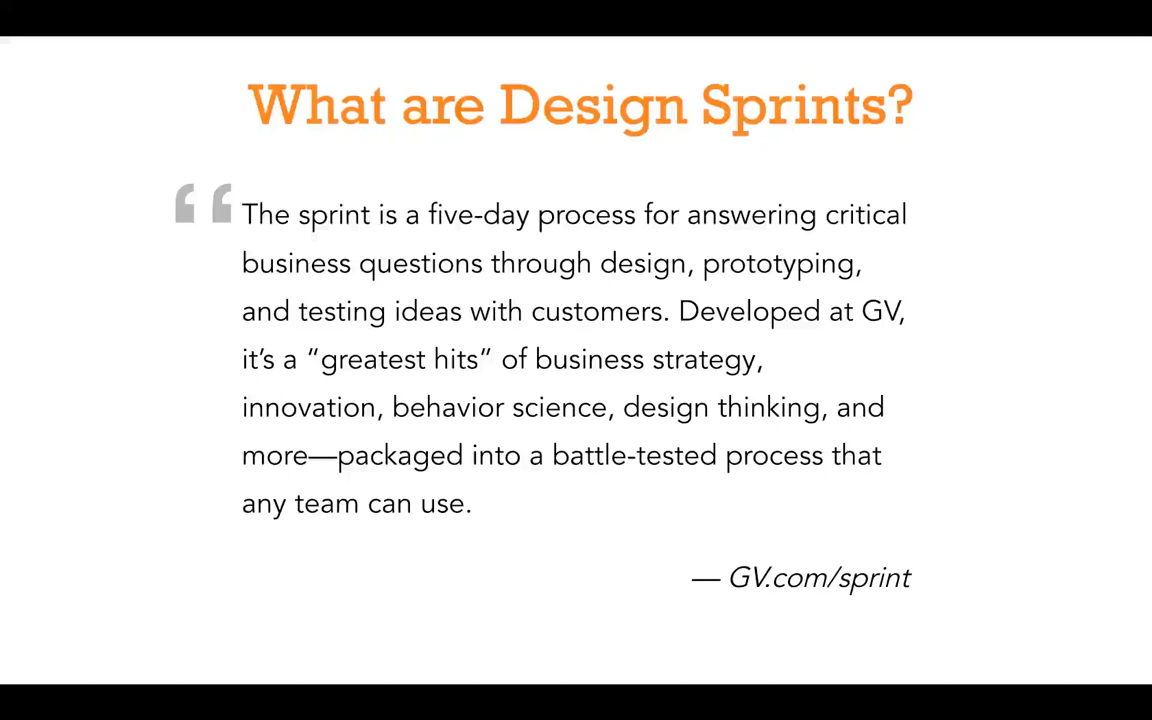 What are Design Sprints?
“ The sprint is a five-day process for answering critical
business questions through design, prototyping,
and testing ideas with customers. Developed at GV,
it’s a “greatest hits” of business strategy,
innovation, behavior science, design thinking, and
more—packaged into a battle-tested process that
any team can use.
— GV.com/sprint